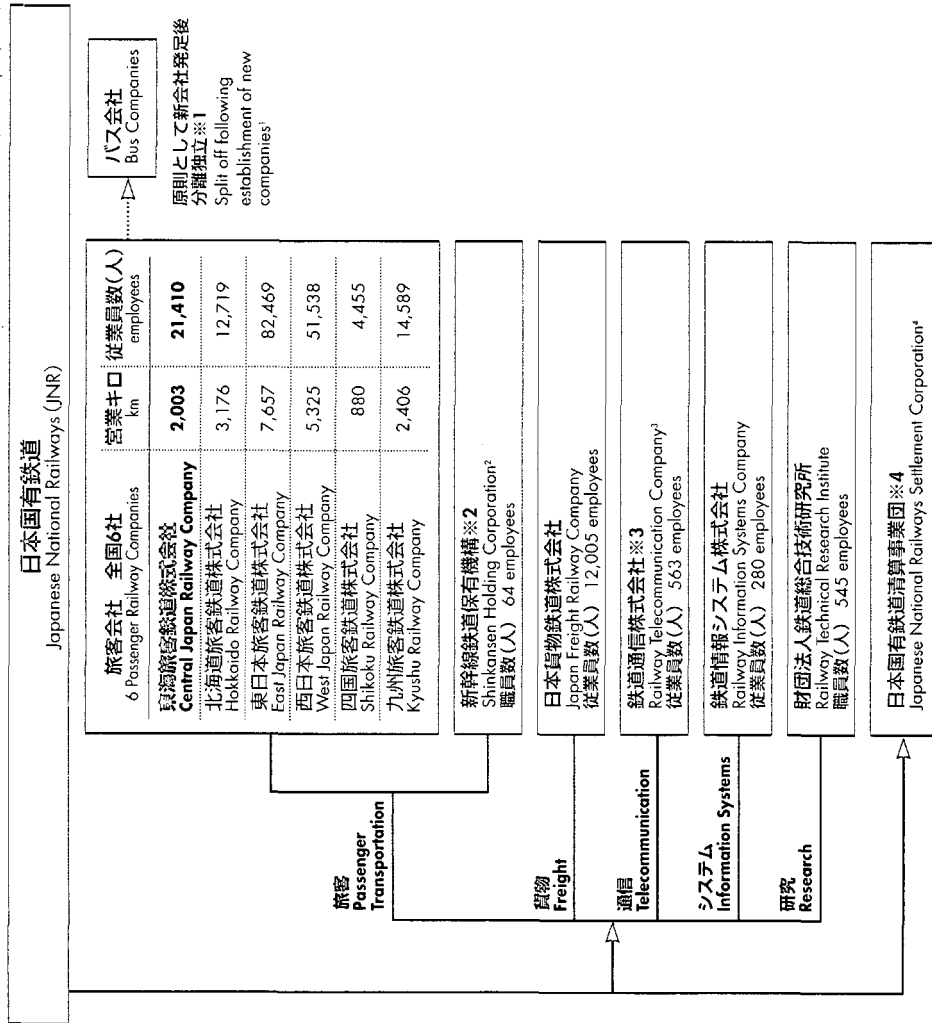 日本国有鉄道
Japanese National Railways (JNR)
旅客会社 全国6社
6 Passenger Railway Companies
営業キロ
km
従業員数(人)
employees
東海旅客鉄道株式会社
Central Japan Railway Company
2,003
21,410
北海道旅客鉄道株式会社
Hokkaido Railway Company
3,176
12,719
東日本旅客鉄道株式会社
East Japan Railway Company
7,657
82,469
西日本旅客鉄道株式会社
West Japan Railway Company
5,325
51,538
四国旅客鉄道株式会社
Shikoku Railway Company
880
4,455
九州旅客鉄道株式会社
Kyushu Railway Company
2,406
14,589
バス会社
Bus Companies
原則として新会社発足後
分離独立※1
Split off following
establishment of new
companies¹
旅客
Passenger
Transportation
新幹線鉄道保有機構※2
Shinkansen Holding Corporation²
職員数(人) 64 employees
貨物
Freight
日本貨物鉄道株式会社
Japan Freight Railway Company
従業員数(人) 12,005 employees
通信
Telecommunication
鉄道通信株式会社※3
Railway Telecommunication Company³
従業員数(人) 563 employees
システム
Information Systems
鉄道情報システム株式会社
Railway Information Systems Company
従業員数(人) 280 employees
研究
Research
財団法人鉄道総合技術研究所
Railway Technical Research Institute
職員数(人) 545 employees
日本国有鉄道清算事業団※4
Japanese National Railways Settlement Corporation⁴